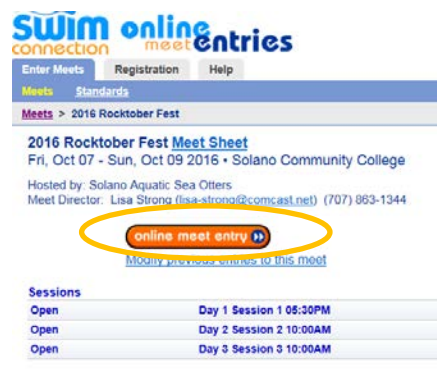 swim online
connection meet entries
Enter Meets Registration Help
Meets Standards
Meets > 2016 Rocktober Fest
2016 Rocktober Fest Meet Sheet
Fri, Oct 07 - Sun, Oct 09 2016 • Solano Community College
Hosted by: Solano Aquatic Sea Otters
Meet Director: Lisa Strong (lisa-strong@comcast.net) (707) 863-1344
online meet entry
Modify previous entries to this meet
Sessions
Open Day 1 Session 1 05:30PM
Open Day 2 Session 2 10:00AM
Open Day 3 Session 3 10:00AM